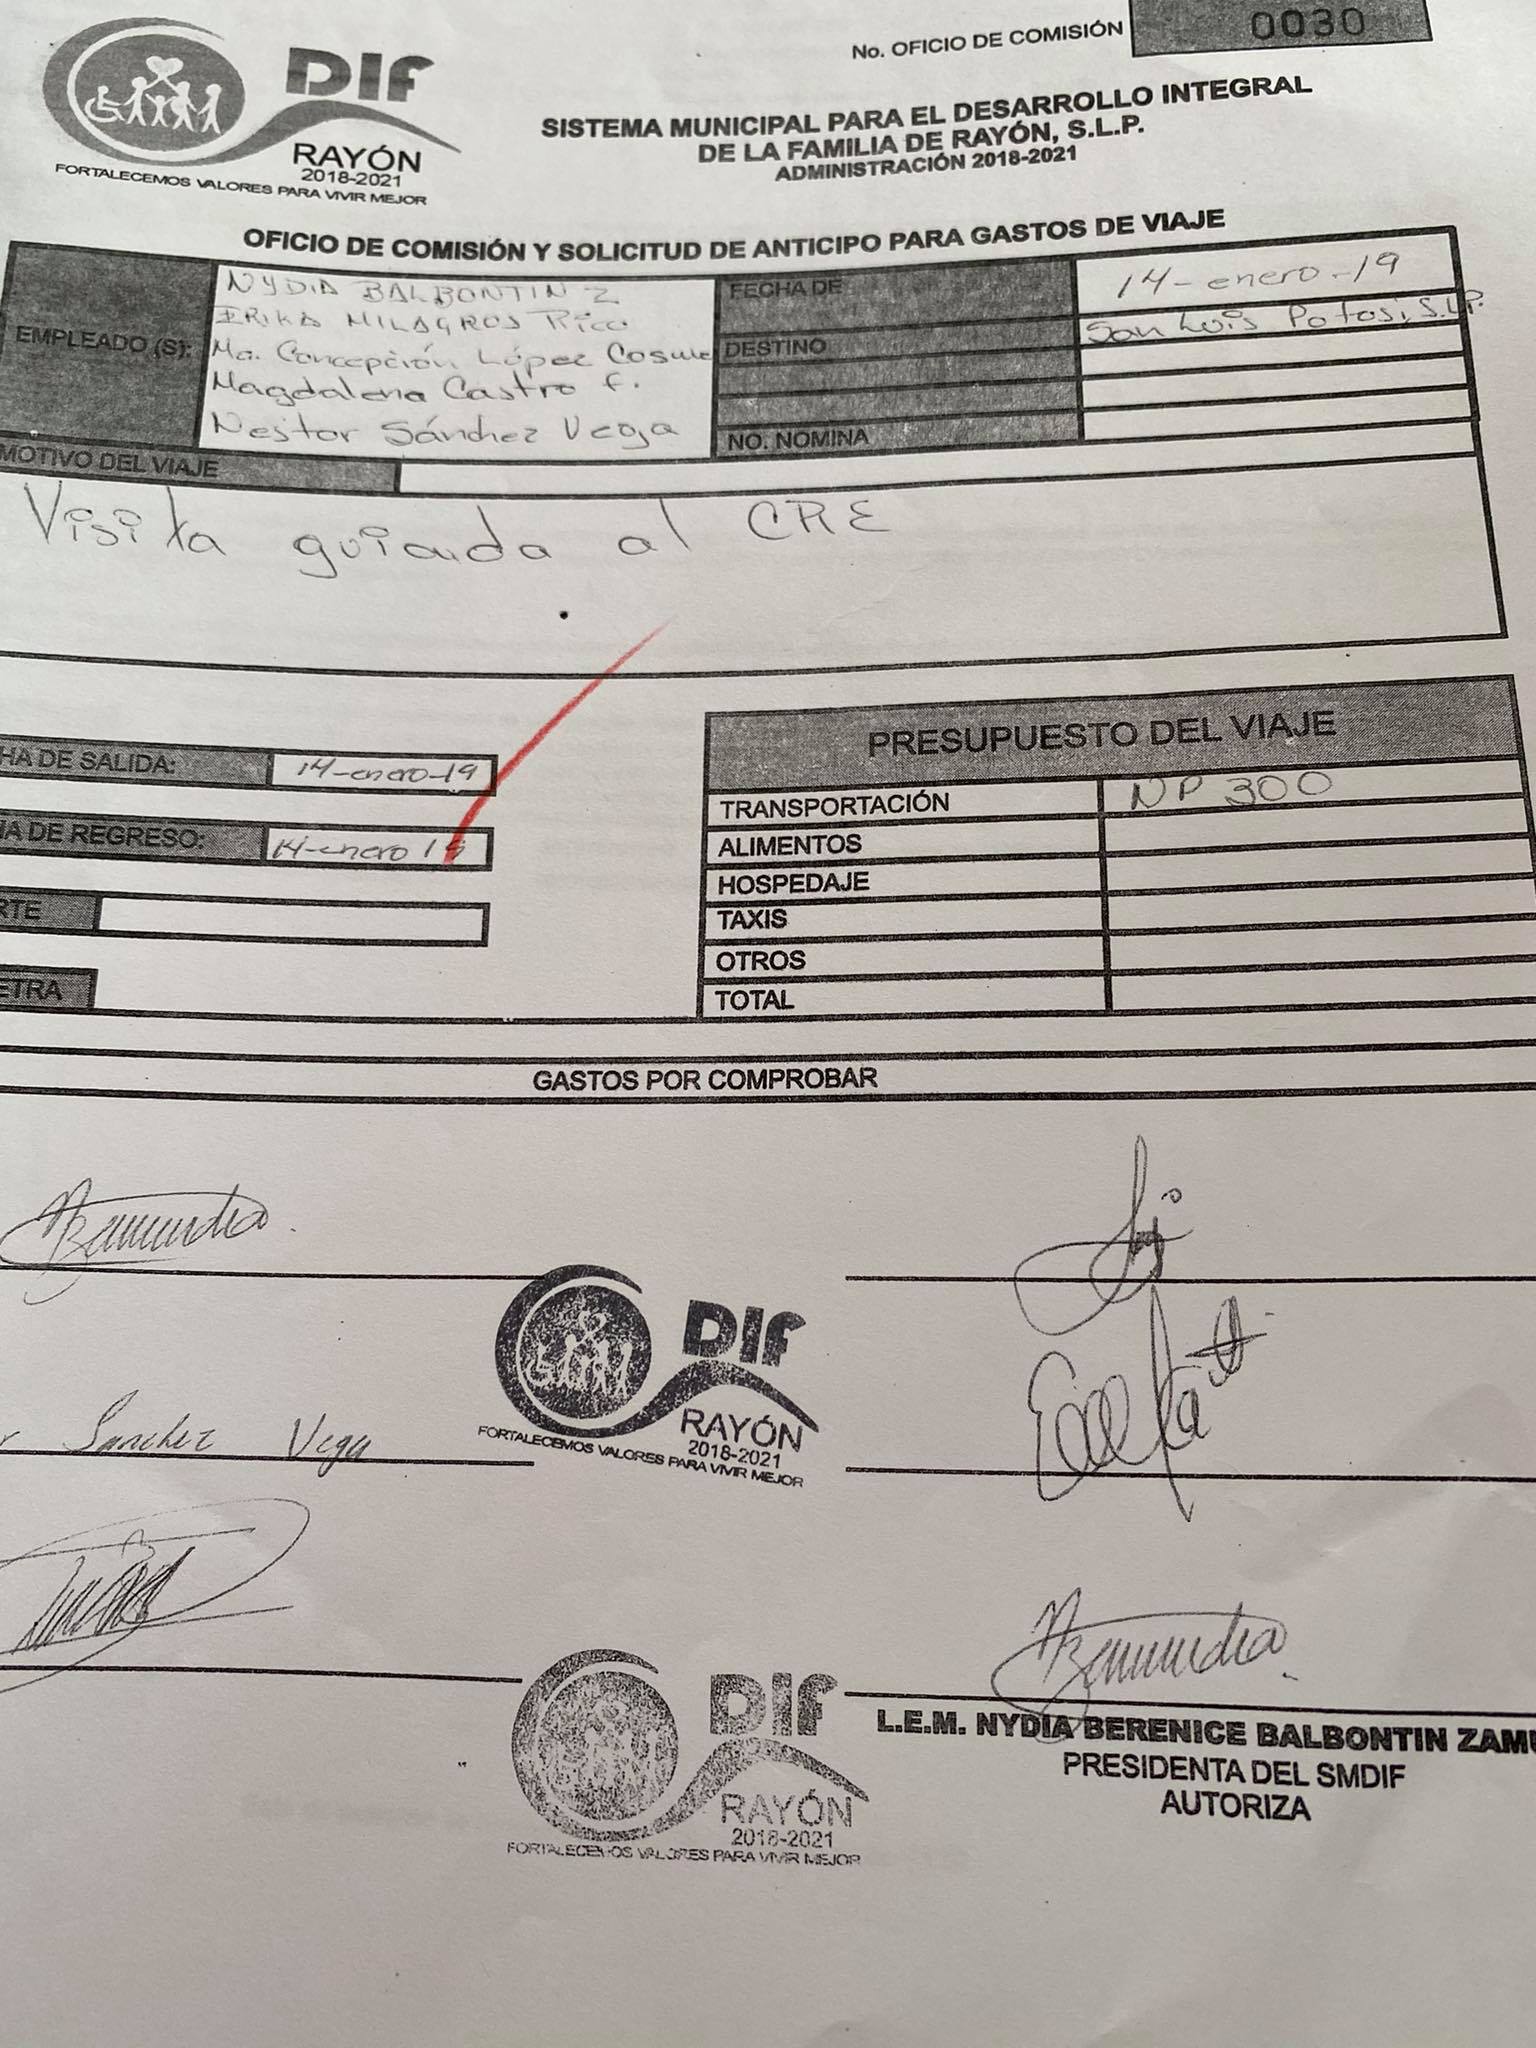 No. OFICIO DE COMISIÓN 0030
DIF
RAYÓN
2018-2021
FORTALECEMOS VALORES PARA VIVIR MEJOR
SISTEMA MUNICIPAL PARA EL DESARROLLO INTEGRAL
DE LA FAMILIA DE RAYÓN, S.L.P.
ADMINISTRACIÓN 2018-2021
OFICIO DE COMISIÓN Y SOLICITUD DE ANTICIPO PARA GASTOS DE VIAJE
EMPLEADO (S):
NYDIA BALBONTIN Z
ERIKA MILAGROS Rico
Ma. Concepción López
Magdalena Castro F.
Nestor Sánchez Vega
FECHA DE 14-enero-19
DESTINO San Luis Potosi, S.L.P.
NO. NOMINA
MOTIVO DEL VIAJE
Visita guiada al CRE
HA DE SALIDA: 14-enero-19
A DE REGRESO: 14-enero 19
RTE
ETRA
PRESUPUESTO DEL VIAJE
TRANSPORTACIÓN NP 300
ALIMENTOS
HOSPEDAJE
TAXIS
OTROS
TOTAL
GASTOS POR COMPROBAR
DIF
RAYÓN
2018-2021
FORTALECEMOS VALORES PARA VIVIR MEJOR
r Sanchez Vega
DIF
RAYÓN
2018-2021
FORTALECEMOS VALORES PARA VIVIR MEJOR
L.E.M. NYDIA BERENICE BALBONTIN ZAMU
PRESIDENTA DEL SMDIF
AUTORIZA